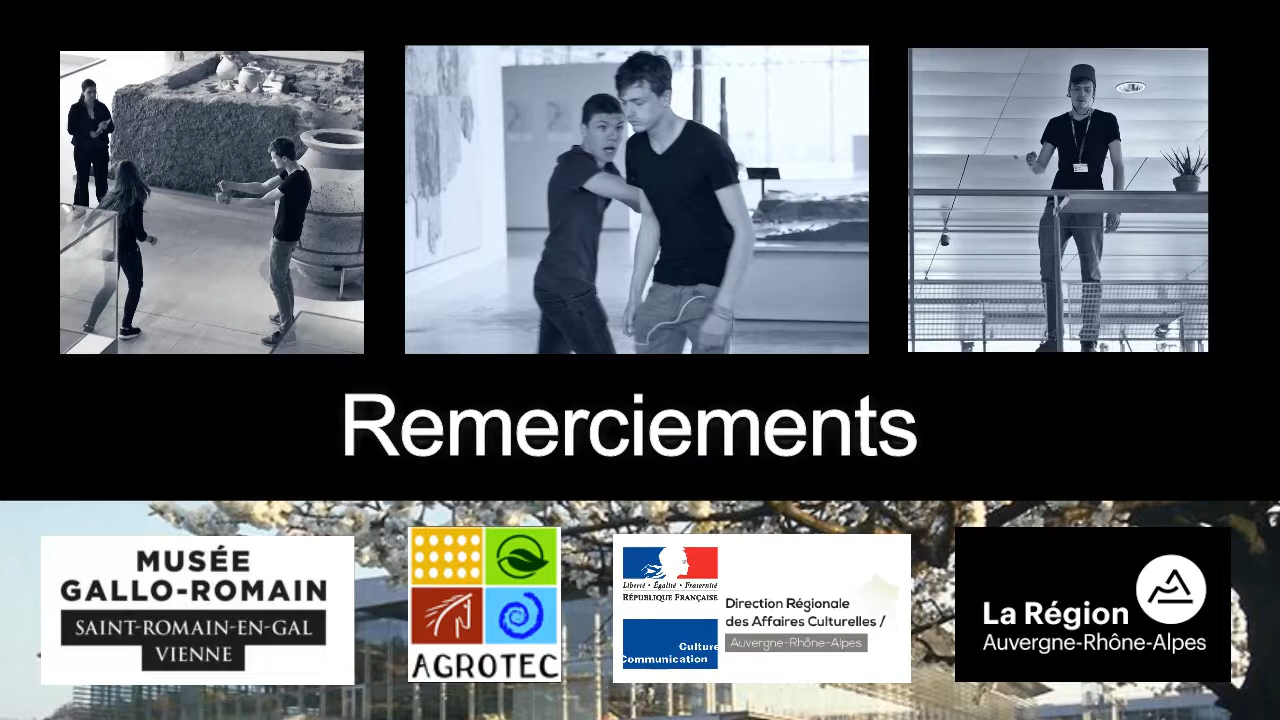 Remerciements
MUSÉE
GALLO-ROMAIN
SAINT-ROMAIN-EN-GAL
VIENNE
AGROTEC
Liberté • Égalité • Fraternité
RÉPUBLIQUE FRANÇAISE
Culture
Communication
Direction Régionale
des Affaires Culturelles /
Auvergne-Rhône-Alpes
La Région
Auvergne-Rhône-Alpes